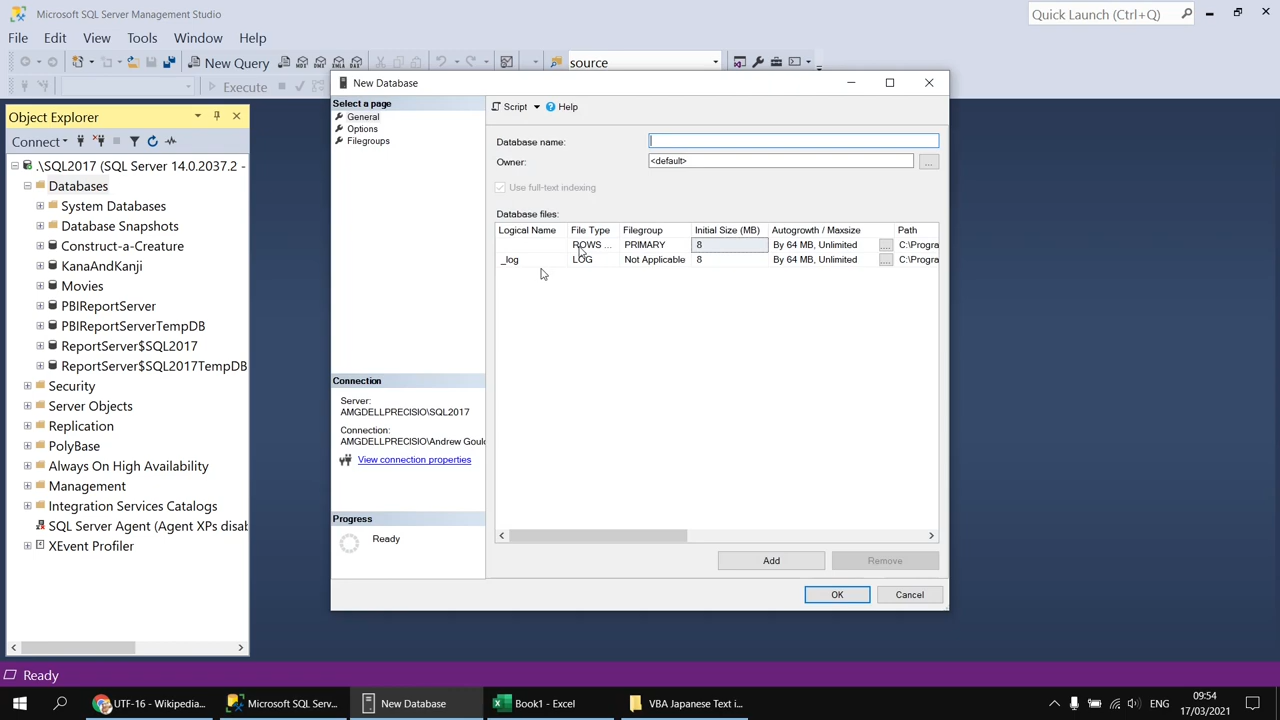 Microsoft SQL Server Management Studio
Quick Launch (Ctrl+Q)
File Edit View Tools Window Help
New Query MDX DMX XMLA DAX source
Execute
Object Explorer
Connect
.\SQL2017 (SQL Server 14.0.2037.2 -
Databases
System Databases
Database Snapshots
Construct-a-Creature
KanaAndKanji
Movies
PBIReportServer
PBIReportServerTempDB
ReportServer$SQL2017
ReportServer$SQL2017TempDB
Security
Server Objects
Replication
PolyBase
Always On High Availability
Management
Integration Services Catalogs
SQL Server Agent (Agent XPs disab
XEvent Profiler
New Database
Select a page
General
Options
Filegroups
Connection
Server:
AMGDELLPRECISIO\SQL2017
Connection:
AMGDELLPRECISIO\Andrew Gould
View connection properties
Progress
Ready
Script Help
Database name:
Owner: <default> ...
Use full-text indexing
Database files:
Logical Name File Type Filegroup Initial Size (MB) Autogrowth / Maxsize Path
ROWS ... PRIMARY 8 By 64 MB, Unlimited ... C:\Progra
_log LOG Not Applicable 8 By 64 MB, Unlimited ... C:\Progra
Add Remove
OK Cancel
Ready
UTF-16 - Wikipedia... Microsoft SQL Serv... New Database Book1 - Excel VBA Japanese Text i... ENG 09:54
17/03/2021